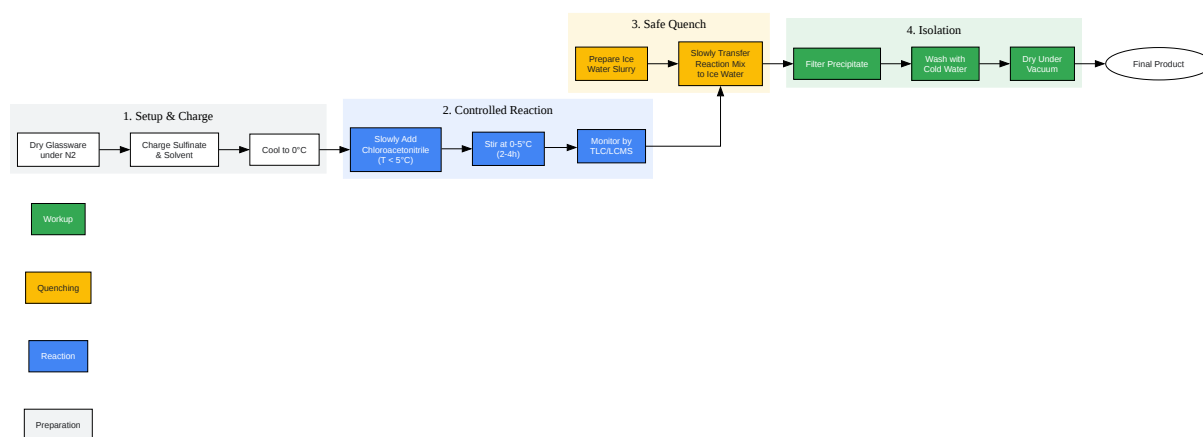 1. Setup & Charge
Dry Glassware
under N2
Charge Sulfinate
& Solvent
Cool to 0°C
2. Controlled Reaction
Slowly Add
Chloroacetonitrile
(T < 5°C)
Stir at 0-5°C
(2-4h)
Monitor by
TLC/LCMS
3. Safe Quench
Prepare Ice
Water Slurry
Slowly Transfer
Reaction Mix
to Ice Water
4. Isolation
Filter Precipitate
Wash with
Cold Water
Dry Under
Vacuum
Final Product
Workup
Quenching
Reaction
Preparation